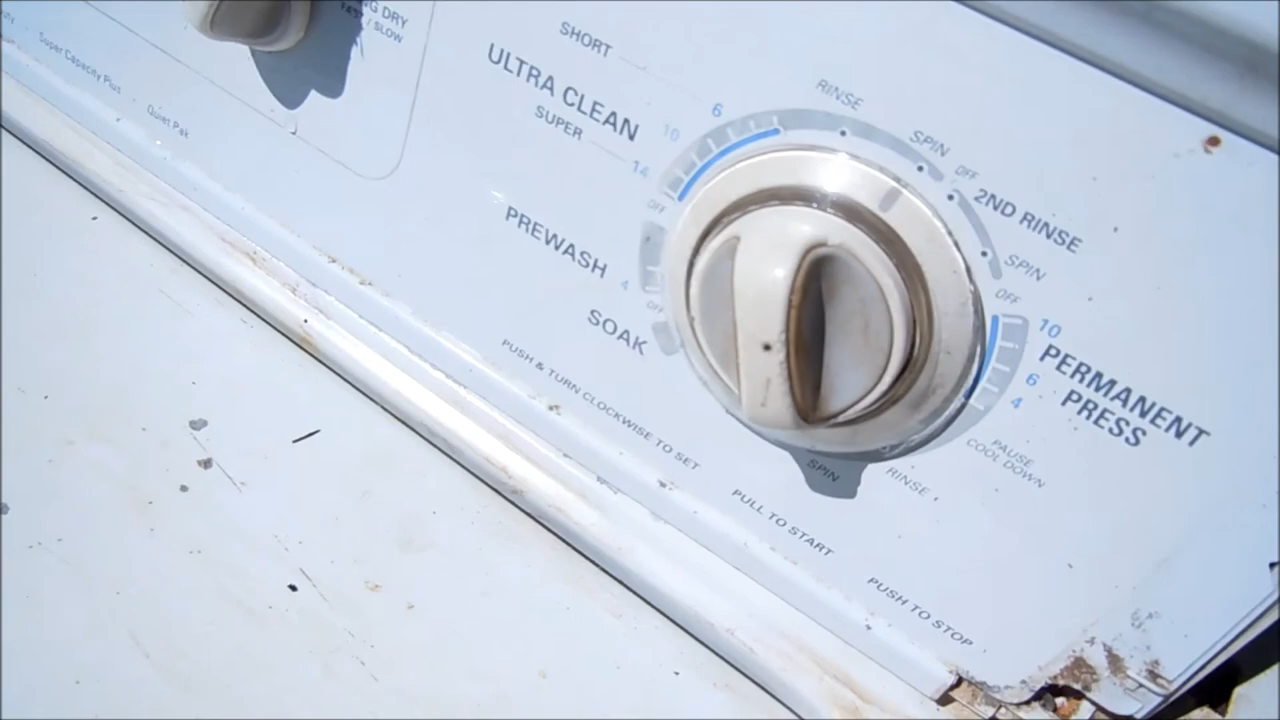 NG DRY
FAST / SLOW
Super Capacity Plus
Quiet Pak
SHORT
ULTRA CLEAN
SUPER
6
10
14
OFF
PREWASH
4
OFF
SOAK
RINSE
SPIN
OFF
2ND RINSE
SPIN
OFF
10
PERMANENT
PRESS
6
4
PAUSE
COOL DOWN
RINSE
SPIN
PUSH & TURN CLOCKWISE TO SET
PULL TO START
PUSH TO STOP